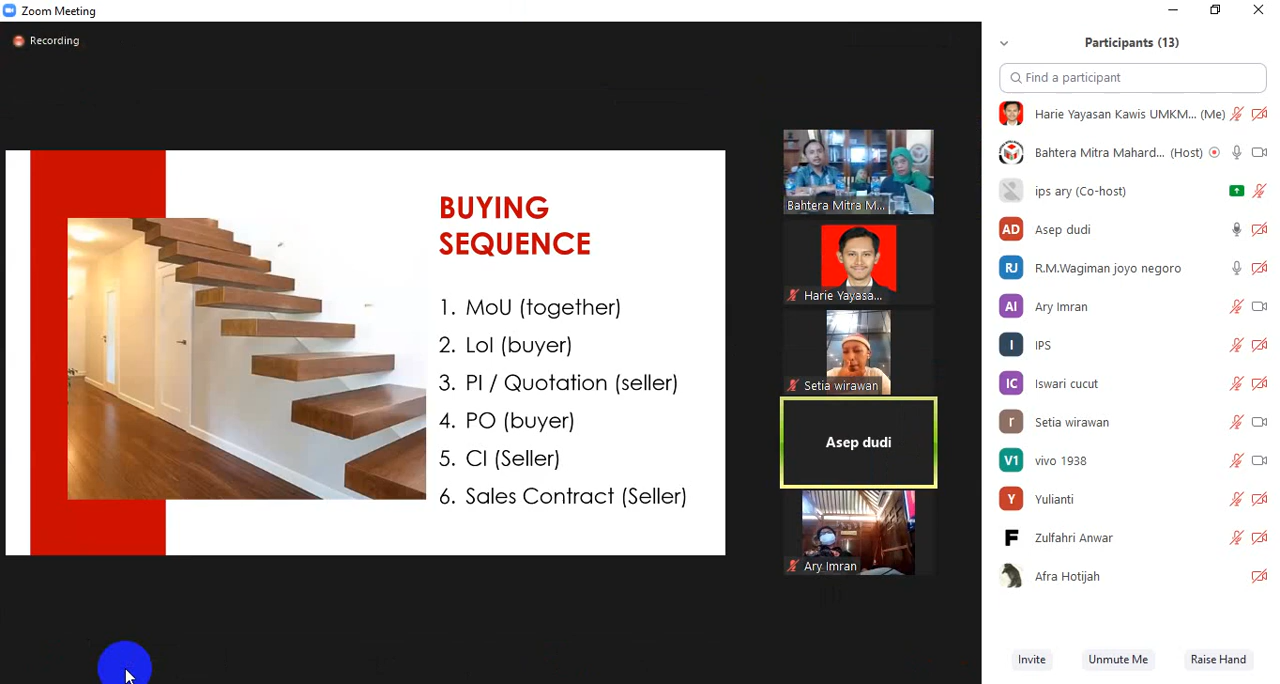 Zoom Meeting
Recording
BUYING
SEQUENCE
1. MoU (together)
2. LoI (buyer)
3. PI / Quotation (seller)
4. PO (buyer)
5. CI (Seller)
6. Sales Contract (Seller)
Bahtera Mitra M...
Harie Yayasa...
Setia wirawan
Asep dudi
Ary Imran
Participants (13)
Find a participant
Harie Yayasan Kawis UMKM... (Me)
Bahtera Mitra Mahard... (Host)
ips ary (Co-host)
AD Asep dudi
RJ R.M.Wagiman joyo negoro
AI Ary Imran
I IPS
IC Iswari cucut
r Setia wirawan
V1 vivo 1938
Y Yulianti
F Zulfahri Anwar
Afra Hotijah
Invite Unmute Me Raise Hand